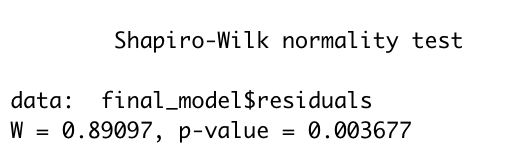 Shapiro-Wilk normality test
data:  final_model$residuals
W = 0.89097, p-value = 0.003677